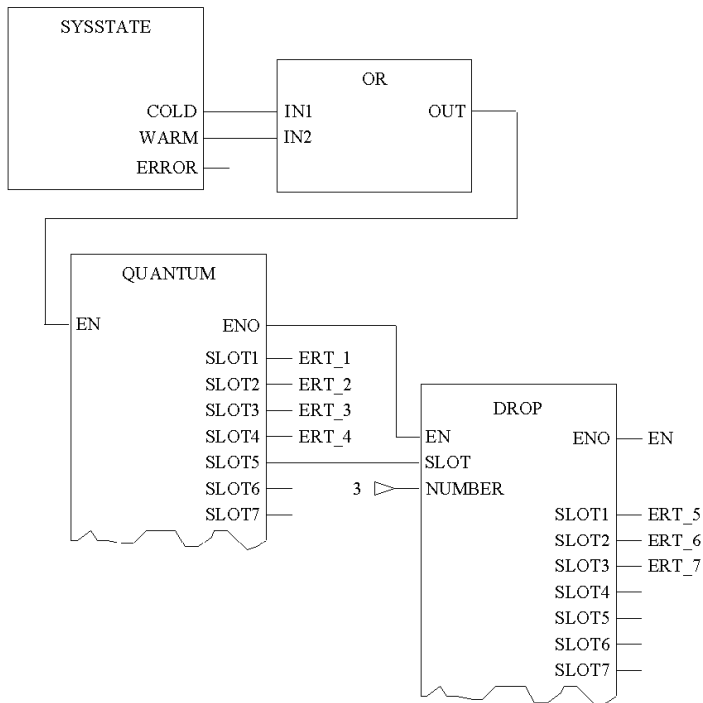 SYSSTATE
COLD
WARM
ERROR
OR
IN1
OUT
IN2
QUANTUM
EN
ENO
SLOT1 ERT_1
SLOT2 ERT_2
SLOT3 ERT_3
SLOT4 ERT_4
SLOT5
SLOT6
SLOT7
DROP
EN
ENO EN
SLOT
3 NUMBER
SLOT1 ERT_5
SLOT2 ERT_6
SLOT3 ERT_7
SLOT4
SLOT5
SLOT6
SLOT7